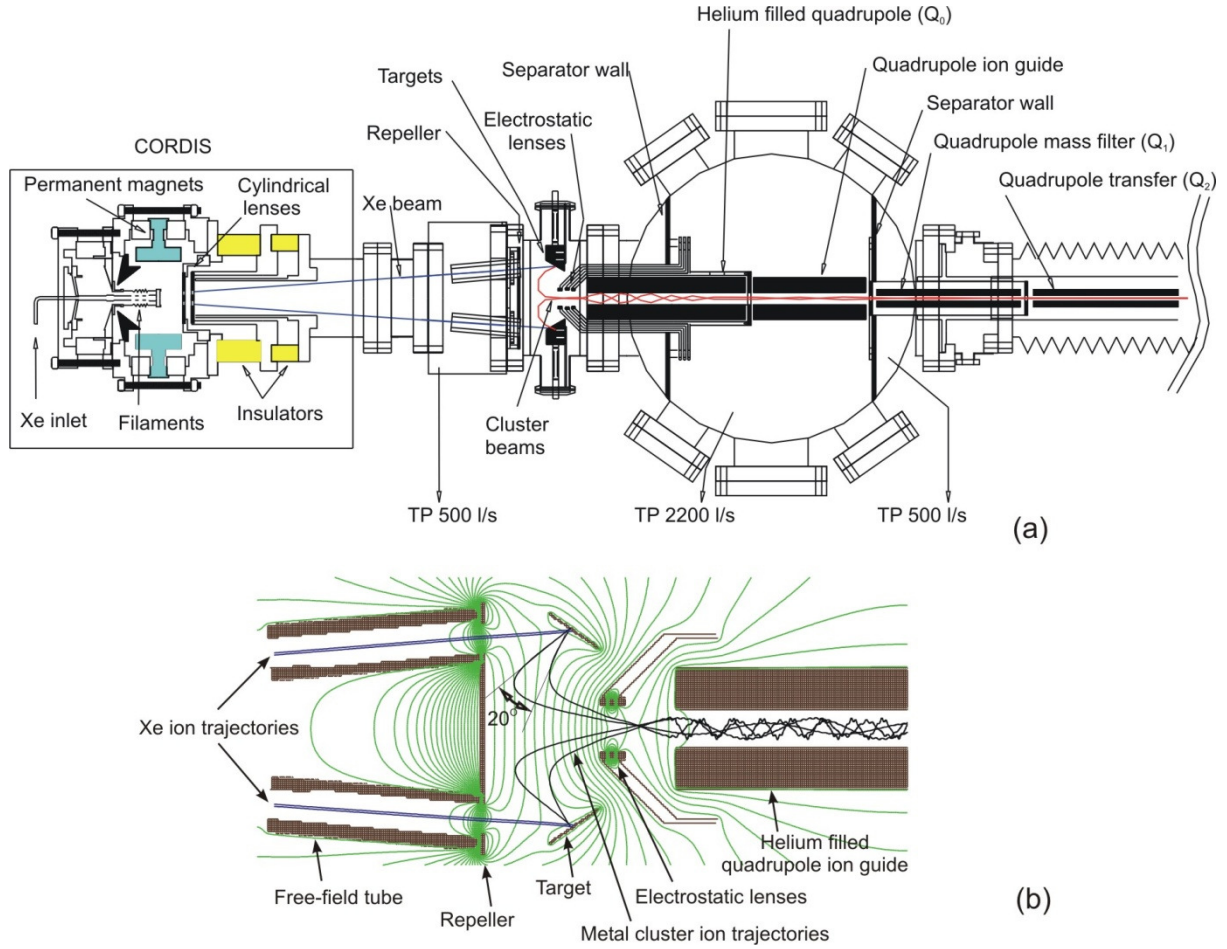 Helium filled quadrupole (Q0)
Targets
Separator wall
Quadrupole ion guide
Repeller
Electrostatic
lenses
Separator wall
CORDIS
Quadrupole mass filter (Q1)
Permanent magnets
Cylindrical
lenses
Xe beam
Quadrupole transfer (Q2)
Xe inlet
Filaments
Insulators
Cluster
beams
TP 500 l/s
TP 2200 l/s
TP 500 l/s
(a)
20°
Xe ion trajectories
Free-field tube
Repeller
Target
Electrostatic lenses
Metal cluster ion trajectories
Helium filled
quadrupole ion guide
(b)